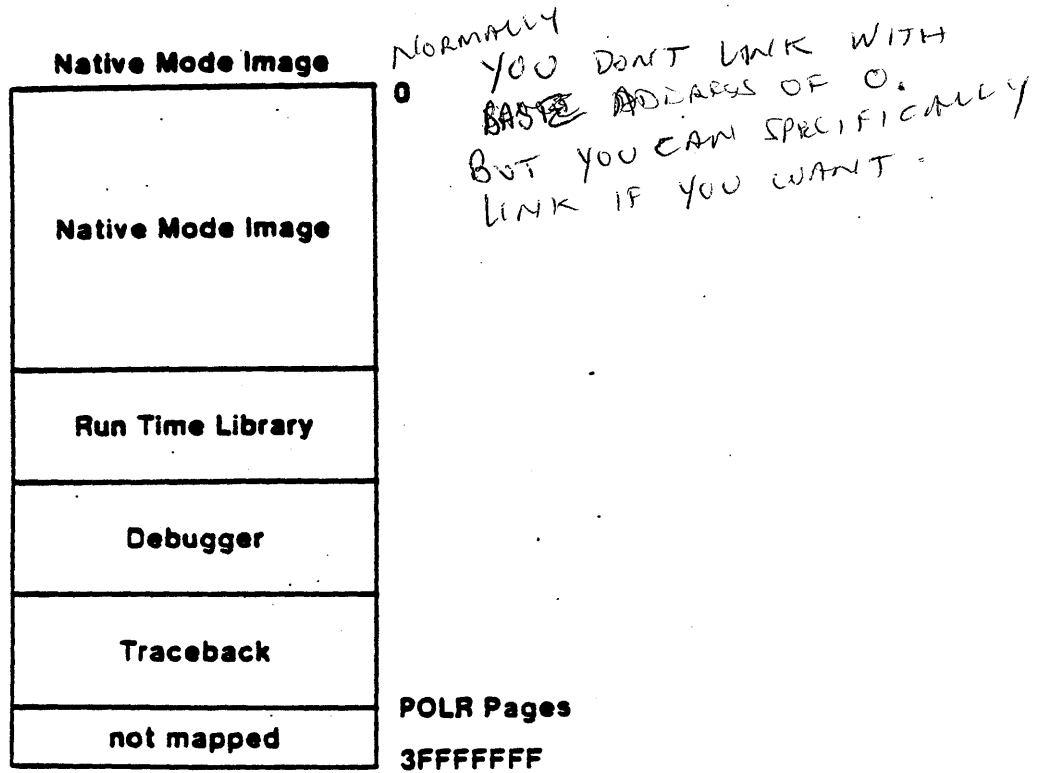 Native Mode Image
0
NORMALLY
YOU DONT LINK WITH
BASE ADDRESS OF 0.
BUT YOU CAN SPECIFICALLY
LINK IF YOU WANT.
Native Mode Image
Run Time Library
Debugger
Traceback
POLR Pages
not mapped
3FFFFFFF